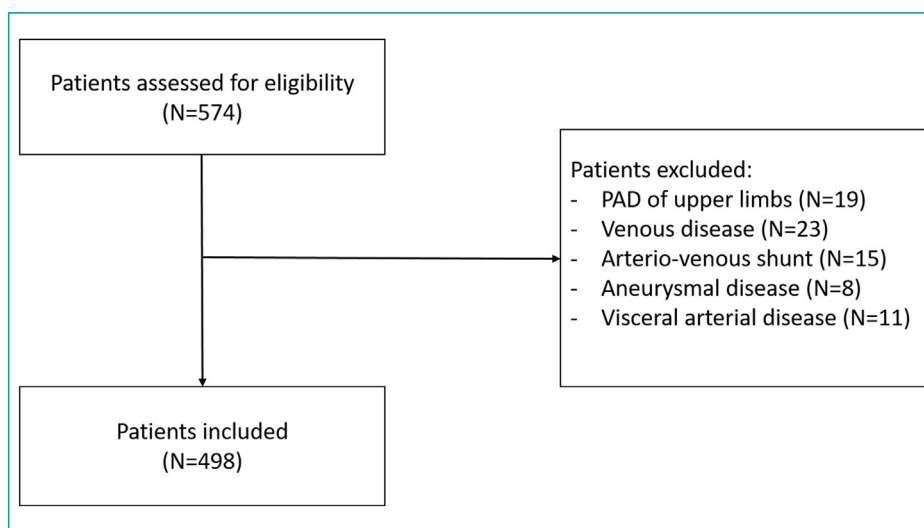 Patients assessed for eligibility
(N=574)
Patients excluded:
- PAD of upper limbs (N=19)
- Venous disease (N=23)
- Arterio-venous shunt (N=15)
- Aneurysmal disease (N=8)
- Visceral arterial disease (N=11)
Patients included
(N=498)